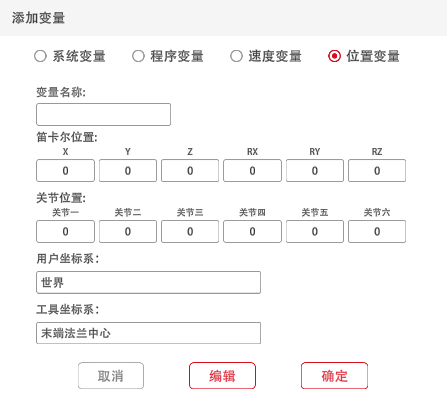 添加变量
系统变量 程序变量 速度变量 位置变量
变量名称:
笛卡尔位置:
X Y Z RX RY RZ
0 0 0 0 0 0
关节位置:
关节一 关节二 关节三 关节四 关节五 关节六
0 0 0 0 0 0
用户坐标系:
世界
工具坐标系:
末端法兰中心
取消 编辑 确定